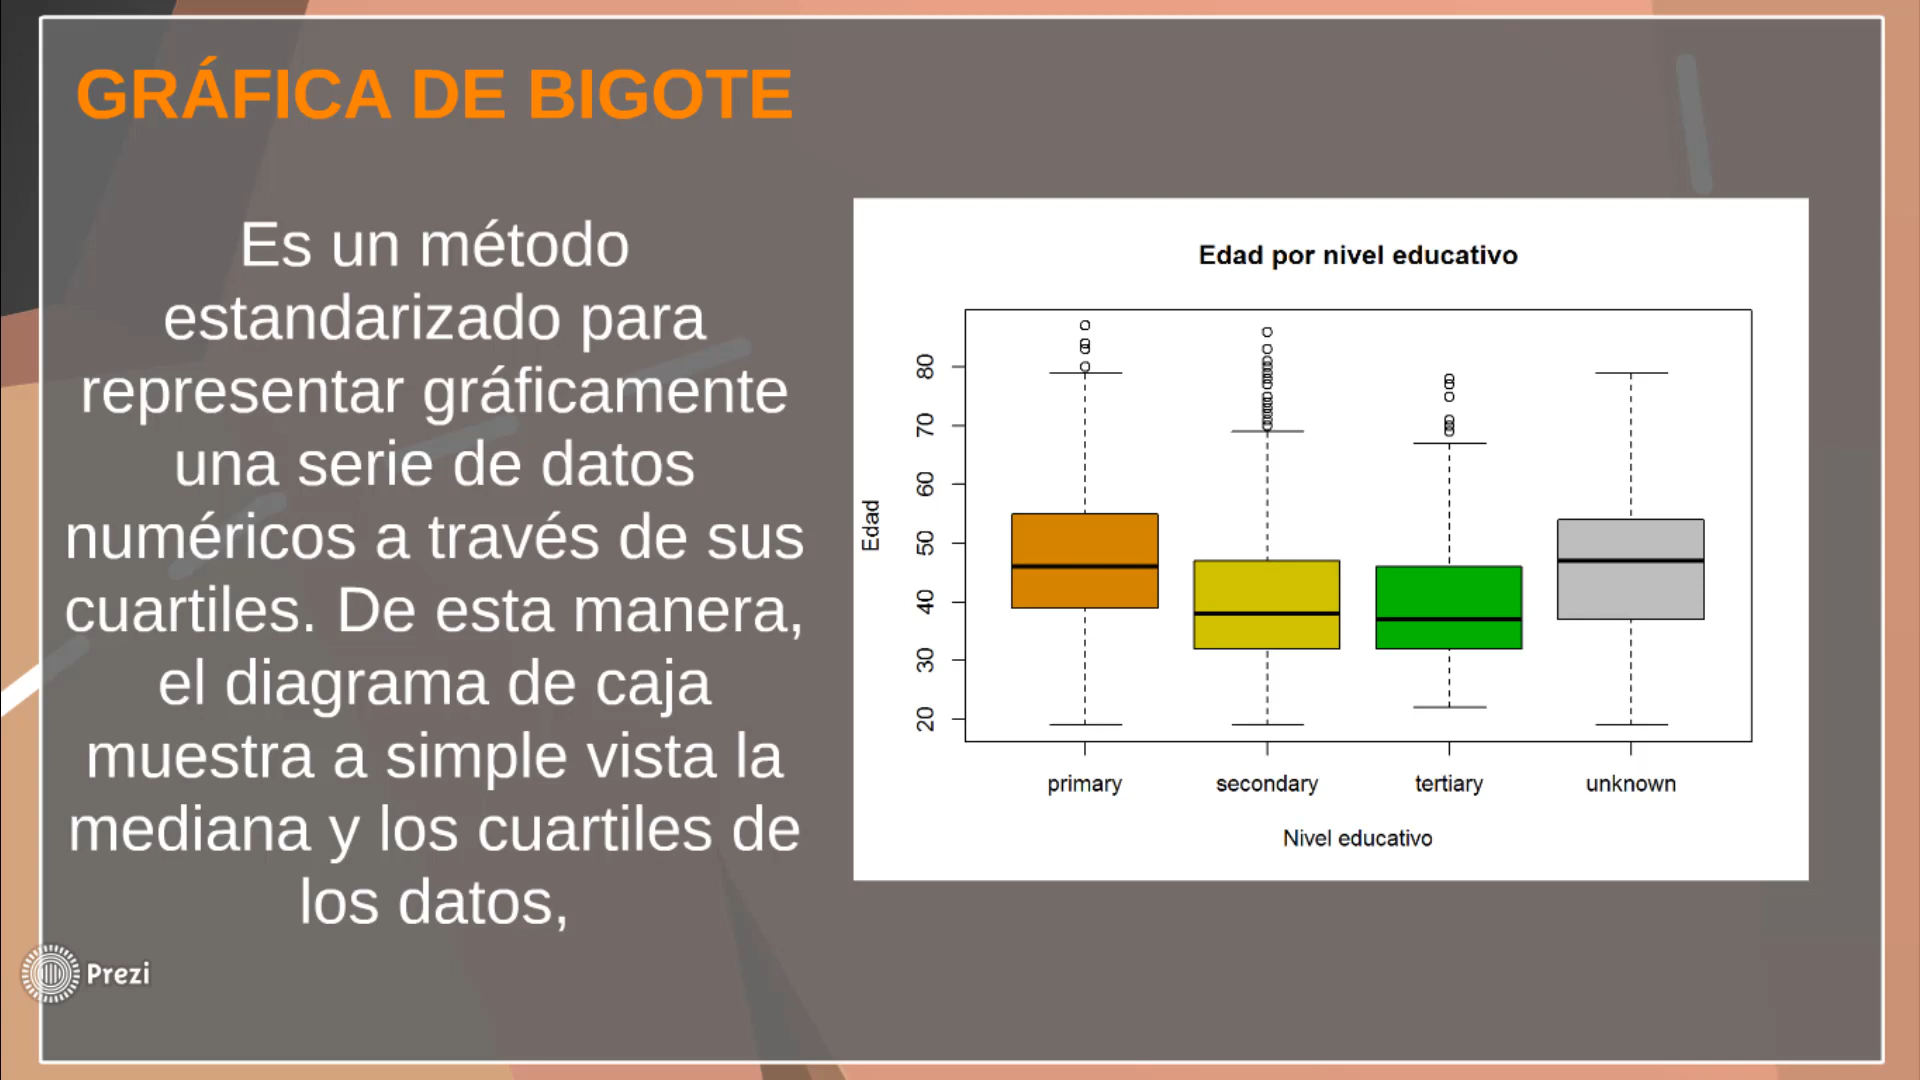 GRÁFICA DE BIGOTE
Es un método
estandarizado para
representar gráficamente
una serie de datos
numéricos a través de sus
cuartiles. De esta manera,
el diagrama de caja
muestra a simple vista la
mediana y los cuartiles de
los datos,
Edad por nivel educativo
Edad
80
70
60
50
40
30
20
primary secondary tertiary unknown
Nivel educativo
Prezi